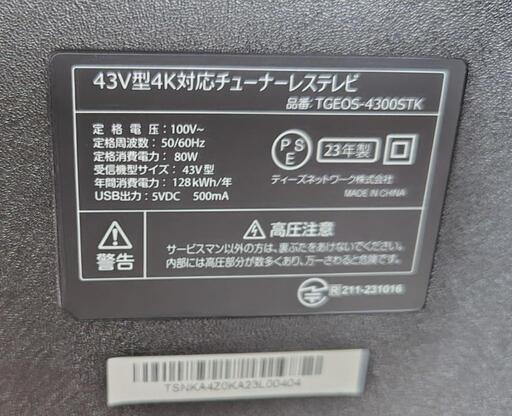 43V型4K対応チューナーレステレビ
品番: TGEOS-4300STK
定格電圧: 100V~
定格周波数: 50/60Hz
定格消費電力: 80W
受信機型サイズ: 43V型
年間消費電力: 128kWh/年
USB出力: 5VDC 500mA
PSE
23年製
ディーズネットワーク株式会社
MADE IN CHINA
警告
高圧注意
サービスマン以外の方は、裏ぶたをあけないでください。
内部には高圧部分が数多くあり、万一さわると危険です。
R 211-231016
TSNKA4Z0KA23L00404